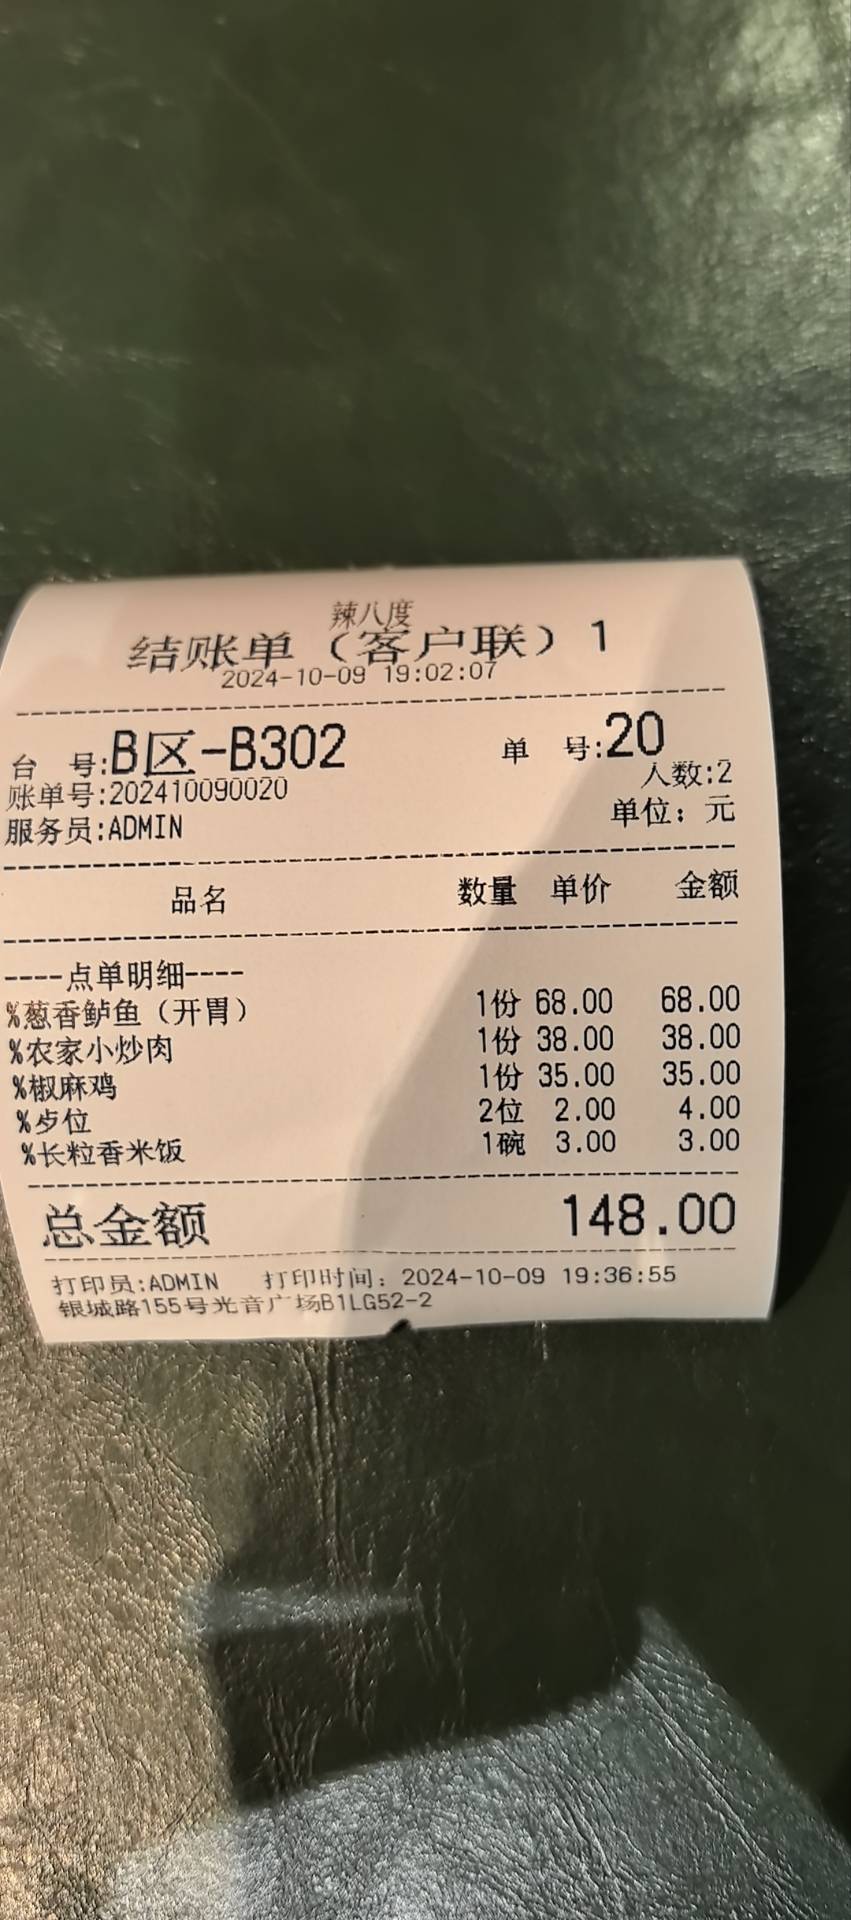 辣八度
结账单（客户联）1
2024-10-09 19:02:07
台 号:B区-B302 单 号:20
账单号:202410090020 人数:2
服务员:ADMIN 单位：元
品名 数量 单价 金额
----点单明细----
%葱香鲈鱼（开胃） 1份 68.00 68.00
%农家小炒肉 1份 38.00 38.00
%椒麻鸡 1份 35.00 35.00
%歺位 2位 2.00 4.00
%长粒香米饭 1碗 3.00 3.00
总金额 148.00
打印员:ADMIN 打印时间：2024-10-09 19:36:55
银城路155号光音广场B1LG52-2